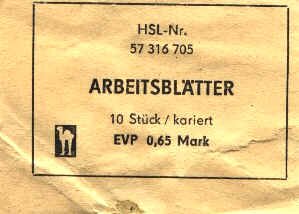 HSL-Nr.
57 316 705
ARBEITSBLÄTTER
10 Stück / kariert
EVP 0,65 Mark